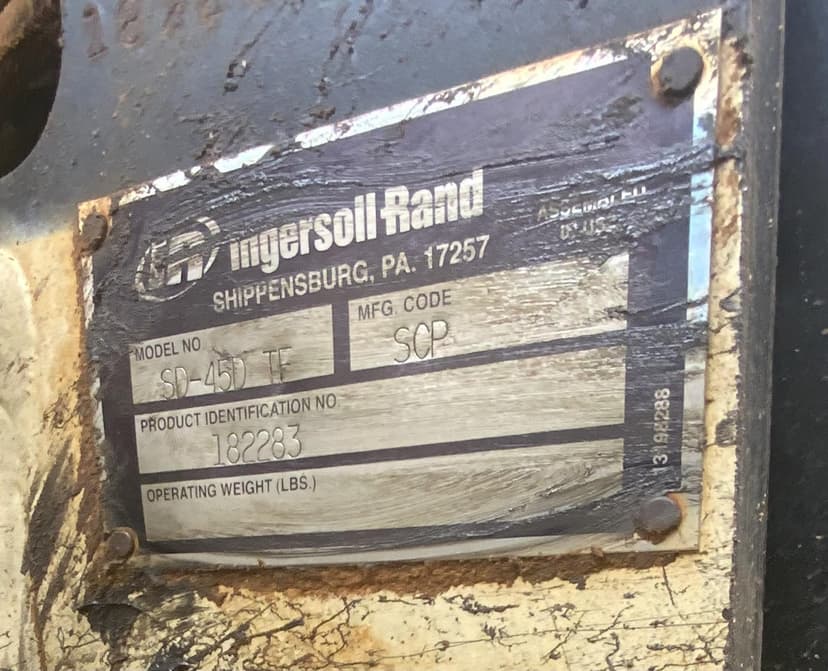 IR Ingersoll Rand
ASSEMBLED
IN U.S.
SHIPPENSBURG, PA. 17257
MODEL NO
SD-45D TF
MFG. CODE
SCP
PRODUCT IDENTIFICATION NO
182283
OPERATING WEIGHT (LBS.)